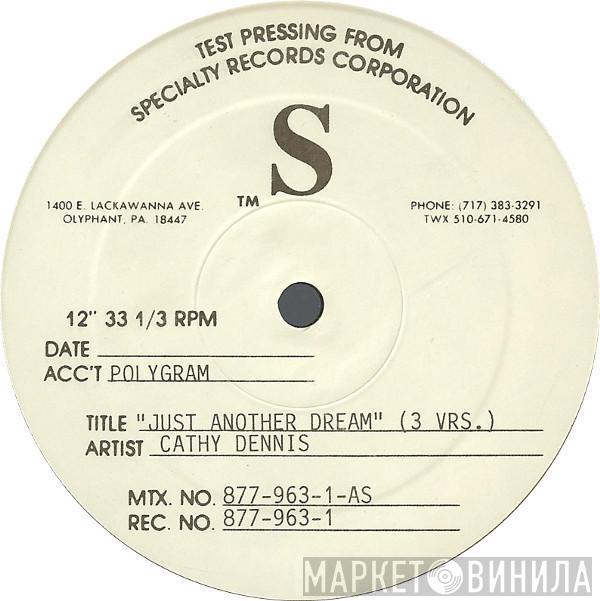 TEST PRESSING FROM
SPECIALTY RECORDS CORPORATION
S
TM
1400 E. LACKAWANNA AVE.
OLYPHANT, PA. 18447
PHONE: (717) 383-3291
TWX 510-671-4580
12" 33 1/3 RPM
DATE
ACC'T POLYGRAM
TITLE "JUST ANOTHER DREAM" (3 VRS.)
ARTIST CATHY DENNIS
MTX. NO. 877-963-1-AS
REC. NO. 877-963-1
МАРКЕТ ВИНИЛА